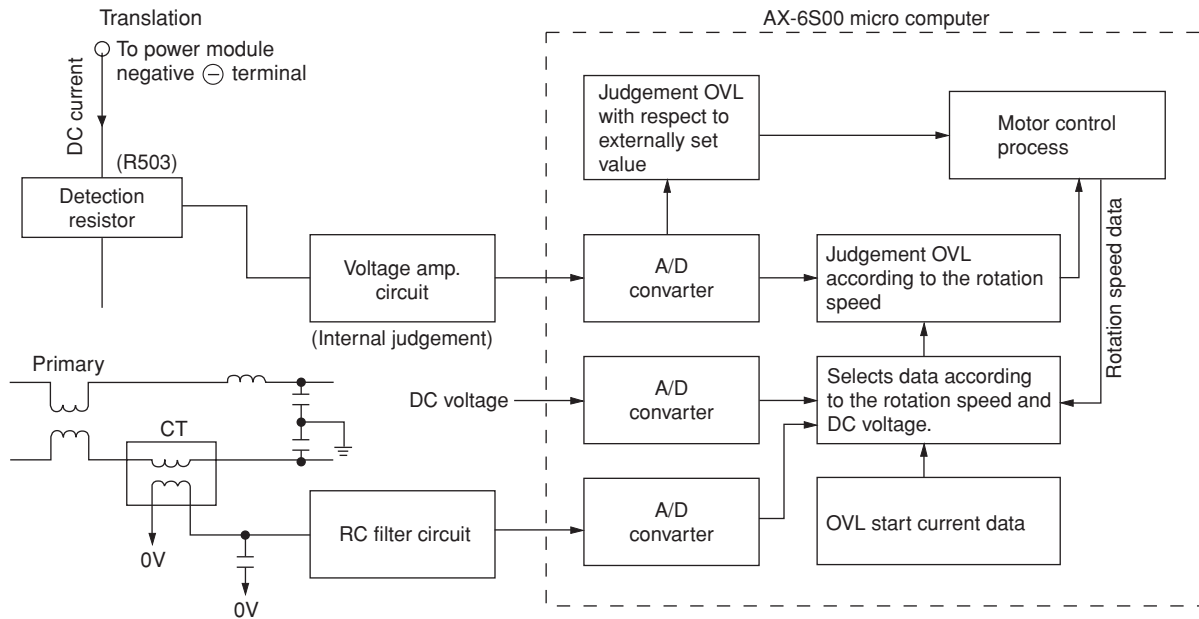 Translation
AX-6S00 micro computer
To power module
negative ⊖ terminal
DC current
(R503)
Detection
resistor
Judgement OVL
with respect to
externally set
value
Motor control
process
Voltage amp.
circuit
(Internal judgement)
A/D
converter
Judgement OVL
according to the rotation
speed
Rotation speed data
Primary
CT
DC voltage
A/D
converter
Selects data according
to the rotation speed and
DC voltage.
0V
0V
RC filter circuit
A/D
converter
OVL start current data